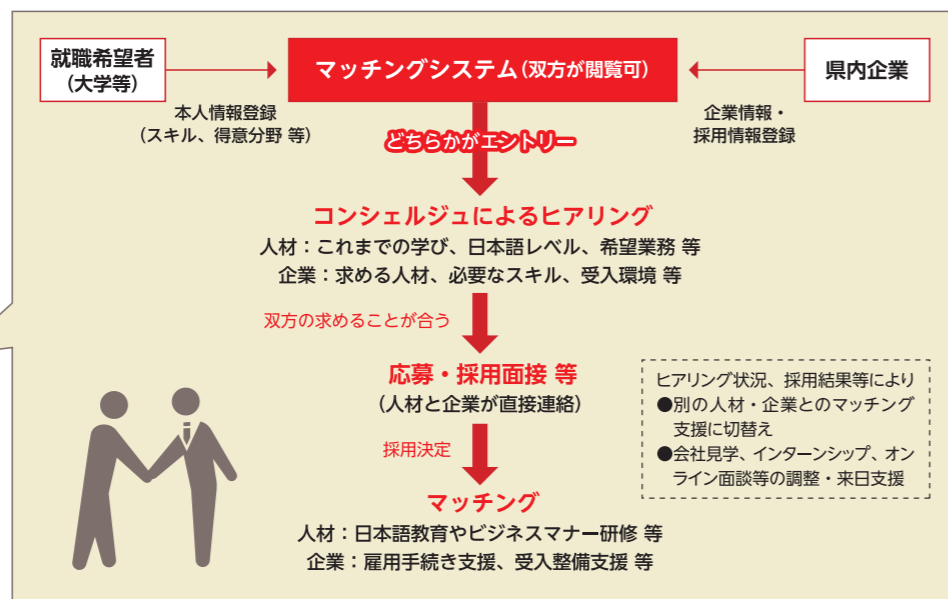 就職希望者
(大学等)
マッチングシステム(双方が閲覧可)
県内企業
本人情報登録
(スキル、得意分野 等)
企業情報・
採用情報登録
どちらかがエントリー
コンシェルジュによるヒアリング
人材:これまでの学び、日本語レベル、希望業務 等
企業:求める人材、必要なスキル、受入環境 等
双方の求めることが合う
応募・採用面接 等
(人材と企業が直接連絡)
採用決定
マッチング
人材:日本語教育やビジネスマナー研修 等
企業:雇用手続き支援、受入整備支援 等
ヒアリング状況、採用結果等により
●別の人材・企業とのマッチング
支援に切替え
●会社見学、インターンシップ、オン
ライン面談等の調整・来日支援